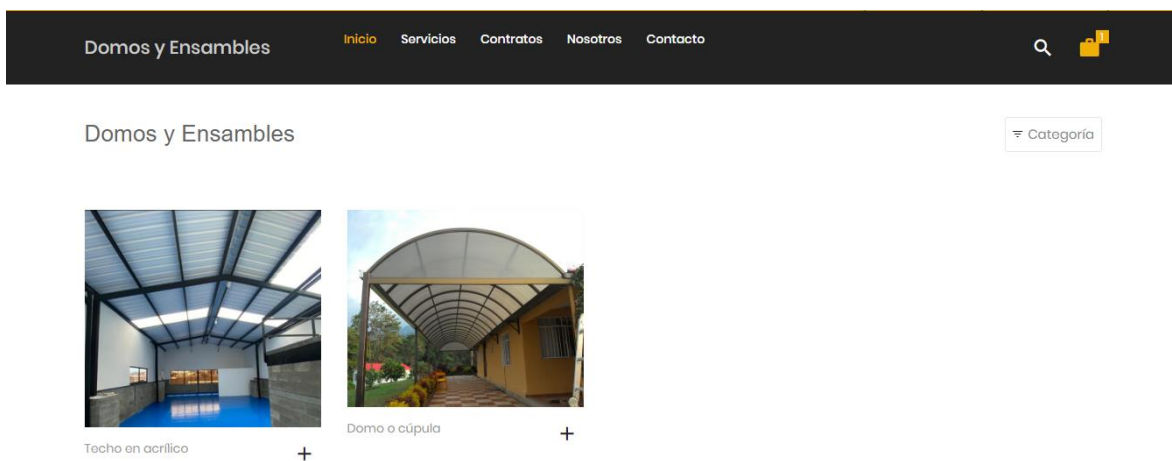 Domos y Ensambles
Inicio Servicios Contratos Nosotros Contacto
1
Domos y Ensambles
Categoría
Techo en acrílico +
Domo o cúpula +